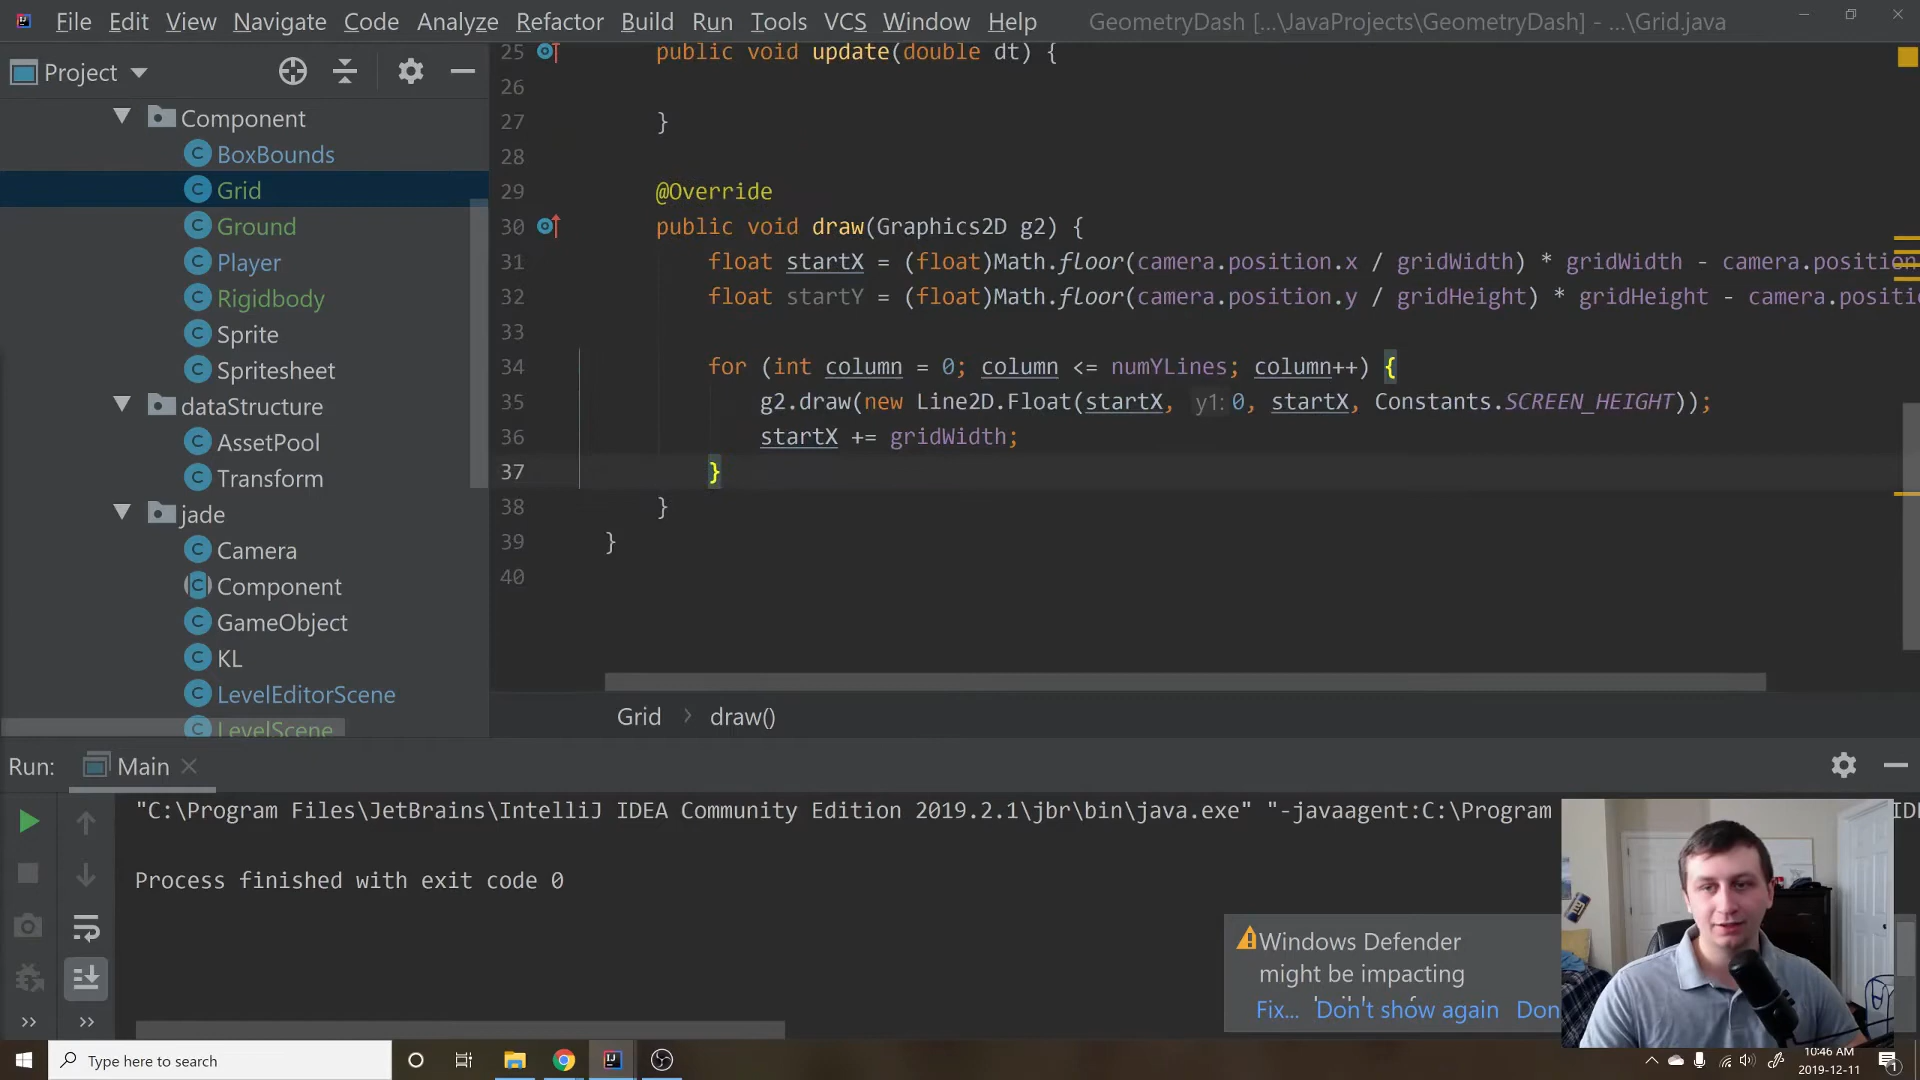 File Edit View Navigate Code Analyze Refactor Build Run Tools VCS Window Help GeometryDash [...\JavaProjects\GeometryDash] - ...\Grid.java
Project
Component
BoxBounds
Grid
Ground
Player
Rigidbody
Sprite
Spritesheet
dataStructure
AssetPool
Transform
jade
Camera
Component
GameObject
KL
LevelEditorScene
LevelScene
25 public void update(double dt) {
26
27 }
28
29 @Override
30 public void draw(Graphics2D g2) {
31 float startX = (float)Math.floor(camera.position.x / gridWidth) * gridWidth - camera.position
32 float startY = (float)Math.floor(camera.position.y / gridHeight) * gridHeight - camera.positi
33
34 for (int column = 0; column <= numYLines; column++) {
35 g2.draw(new Line2D.Float(startX, y1: 0, startX, Constants.SCREEN_HEIGHT));
36 startX += gridWidth;
37 }
38 }
39 }
40
Grid > draw()
Run: Main
"C:\Program Files\JetBrains\IntelliJ IDEA Community Edition 2019.2.1\jbr\bin\java.exe" "-javaagent:C:\Program
Process finished with exit code 0
Windows Defender
might be impacting
Fix... Don't show again Don
Type here to search
10:46 AM
2019-12-11